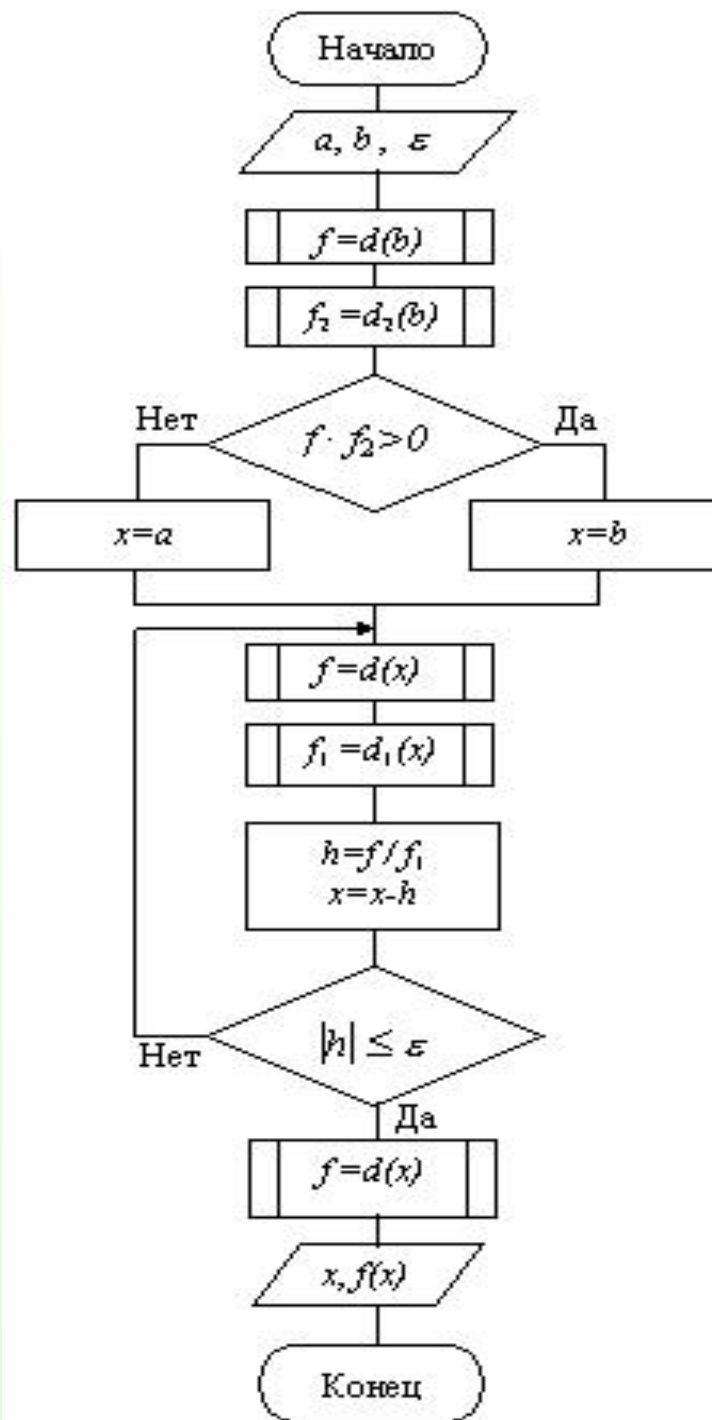 Начало
a, b, ε
f=d(b)
f₂=d₂(b)
Нет
f · f₂>0
Да
x=a
x=b
f=d(x)
f₁=d₁(x)
h=f/f₁
x=x-h
|h| ≤ ε
Нет
Да
f=d(x)
x, f(x)
Конец